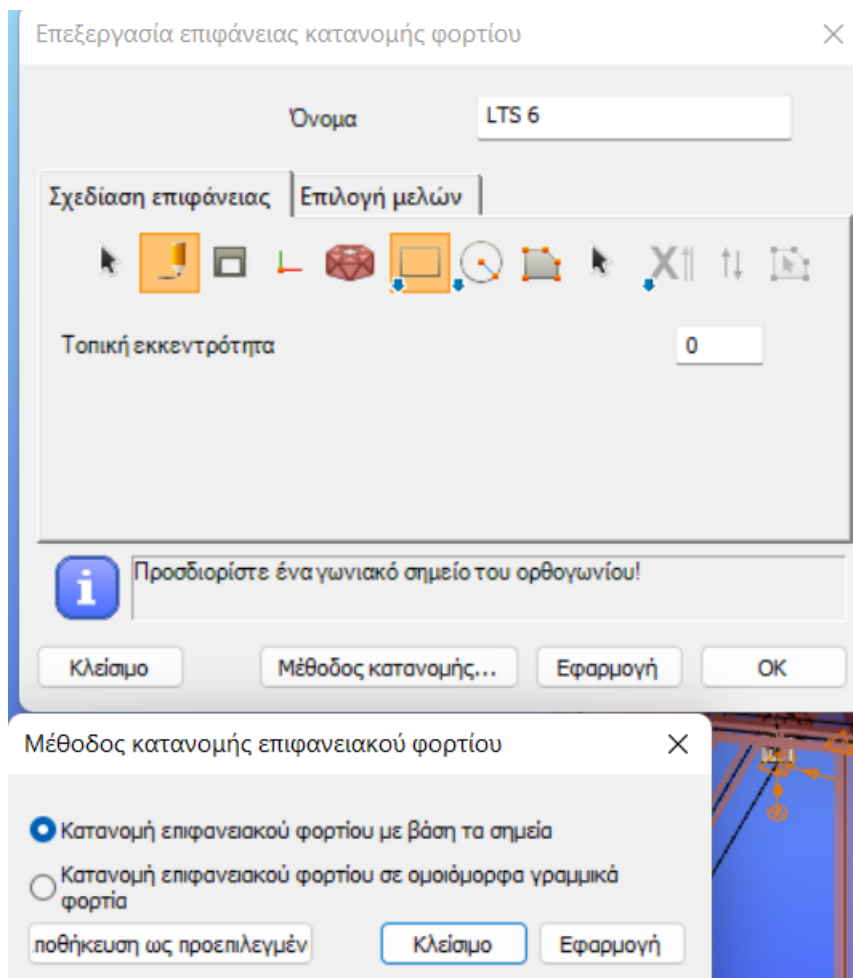 Επεξεργασία επιφάνειας κατανομής φορτίου
Όνομα
LTS 6
Σχεδίαση επιφάνειας
Επιλογή μελών
Τοπική εκκεντρότητα
0
Προσδιορίστε ένα γωνιακό σημείο του ορθογωνίου!
Κλείσιμο
Μέθοδος κατανομής...
Εφαρμογή
OK
Μέθοδος κατανομής επιφανειακού φορτίου
Κατανομή επιφανειακού φορτίου με βάση τα σημεία
Κατανομή επιφανειακού φορτίου σε ομοιόμορφα γραμμικά
φορτία
.ποθήκευση ως προεπιλεγμέν
Κλείσιμο
Εφαρμογή